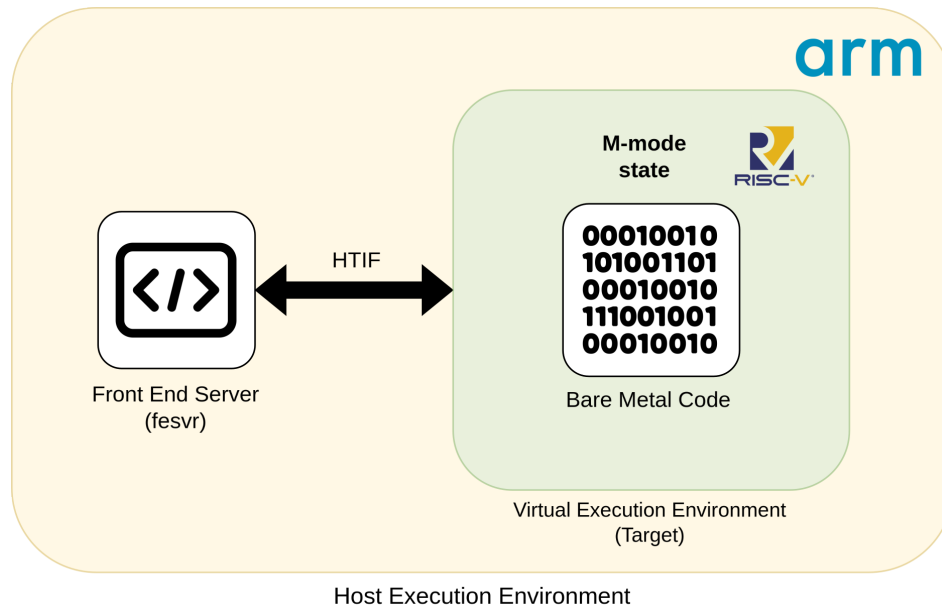 arm
M-mode
state
RISC-V®
00010010
101001101
00010010
111001001
00010010
HTIF
Front End Server
(fesvr)
Bare Metal Code
Virtual Execution Environment
(Target)
Host Execution Environment